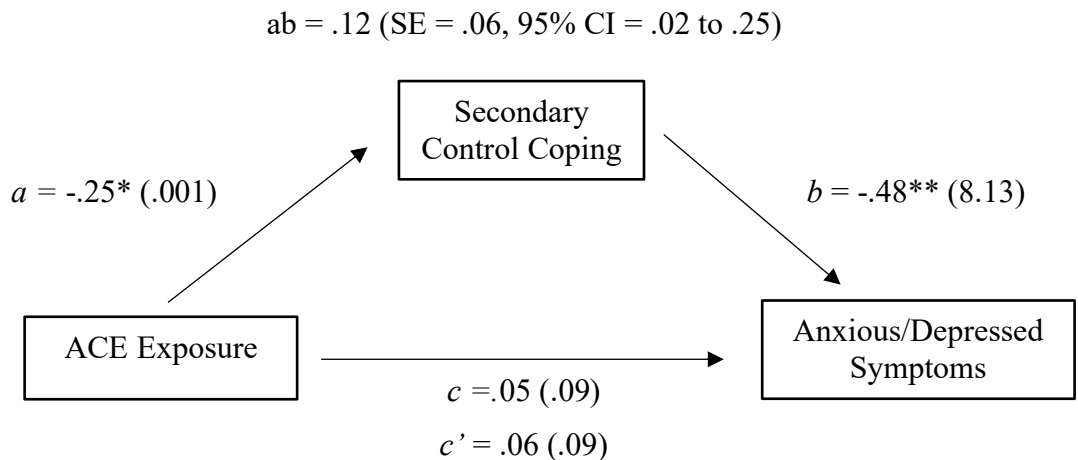 ab = .12 (SE = .06, 95% CI = .02 to .25)
Secondary
Control Coping
a = -.25* (.001)
b = -.48** (8.13)
ACE Exposure
Anxious/Depressed
Symptoms
c =.05 (.09)
c’ = .06 (.09)